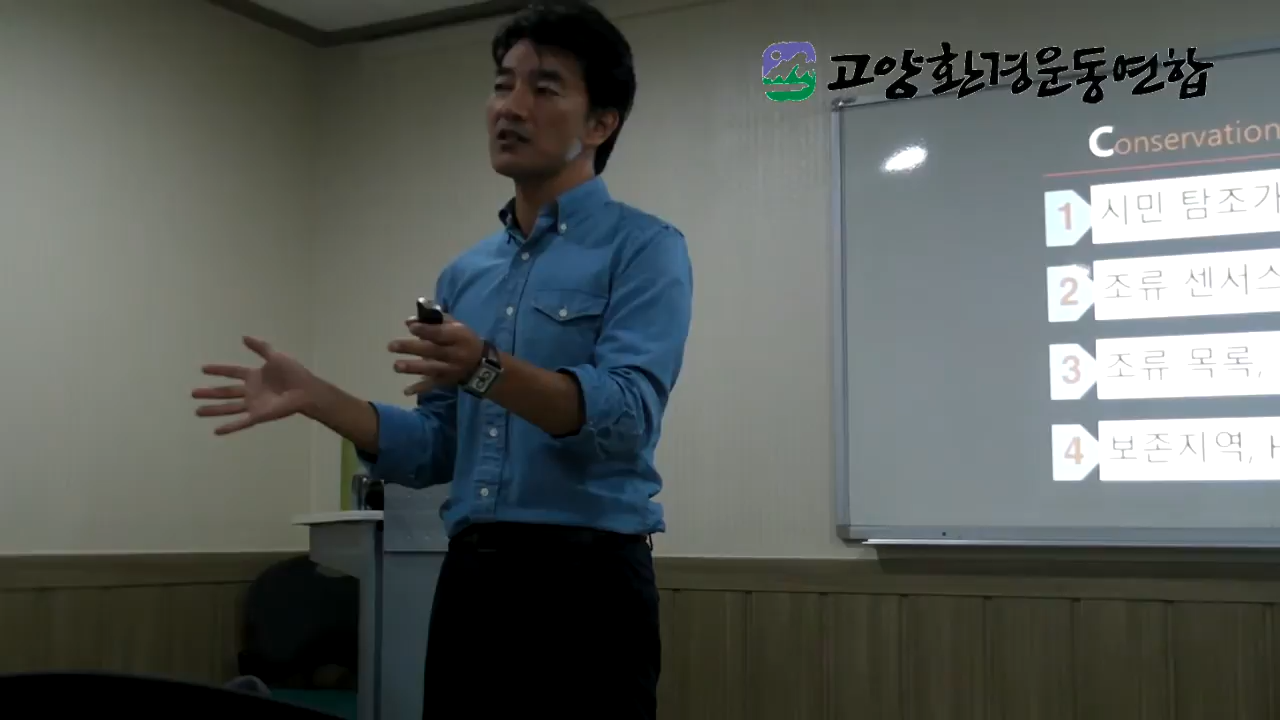 고양환경운동연합
Conservation
1 시민 탐조가
2 조류 센서스
3 조류 목록,
4 보존지역,